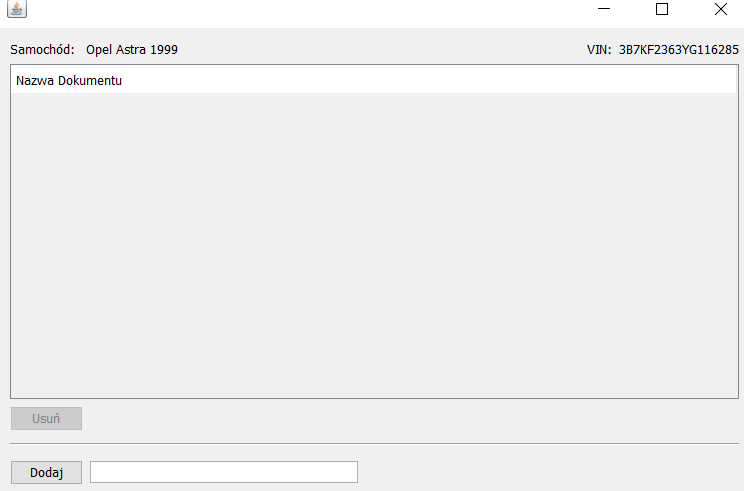 Samochód: Opel Astra 1999 VIN: 3B7KF2363YG116285
Nazwa Dokumentu
Usuń
Dodaj